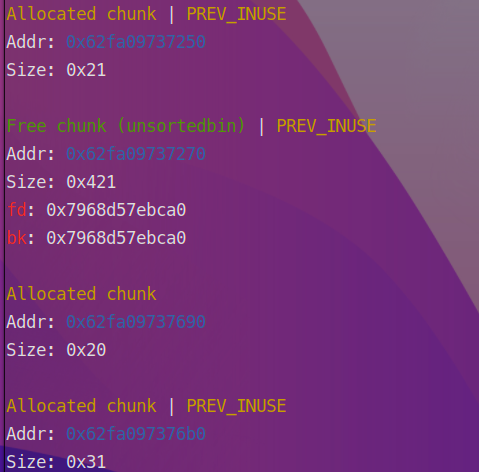 Allocated chunk | PREV_INUSE
Addr: 0x62fa09737250
Size: 0x21
Free chunk (unsortedbin) | PREV_INUSE
Addr: 0x62fa09737270
Size: 0x421
fd: 0x7968d57ebca0
bk: 0x7968d57ebca0
Allocated chunk
Addr: 0x62fa09737690
Size: 0x20
Allocated chunk | PREV_INUSE
Addr: 0x62fa097376b0
Size: 0x31